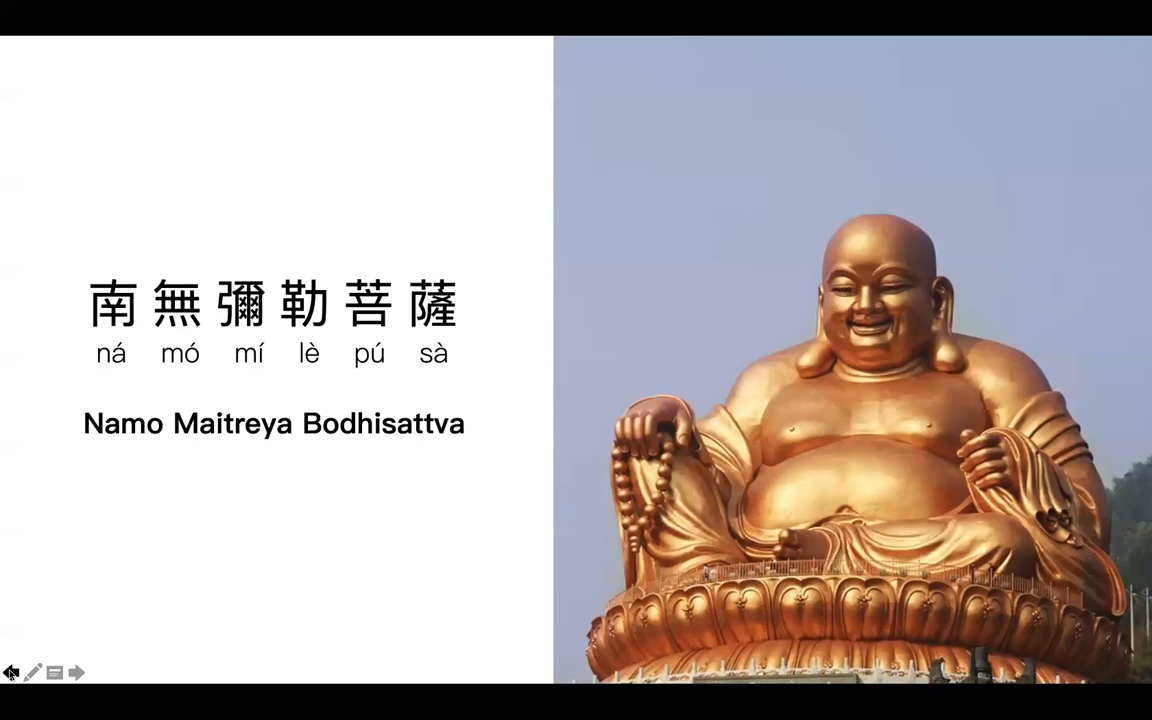 南無彌勒菩薩
ná mó mí lè pú sà
Namo Maitreya Bodhisattva